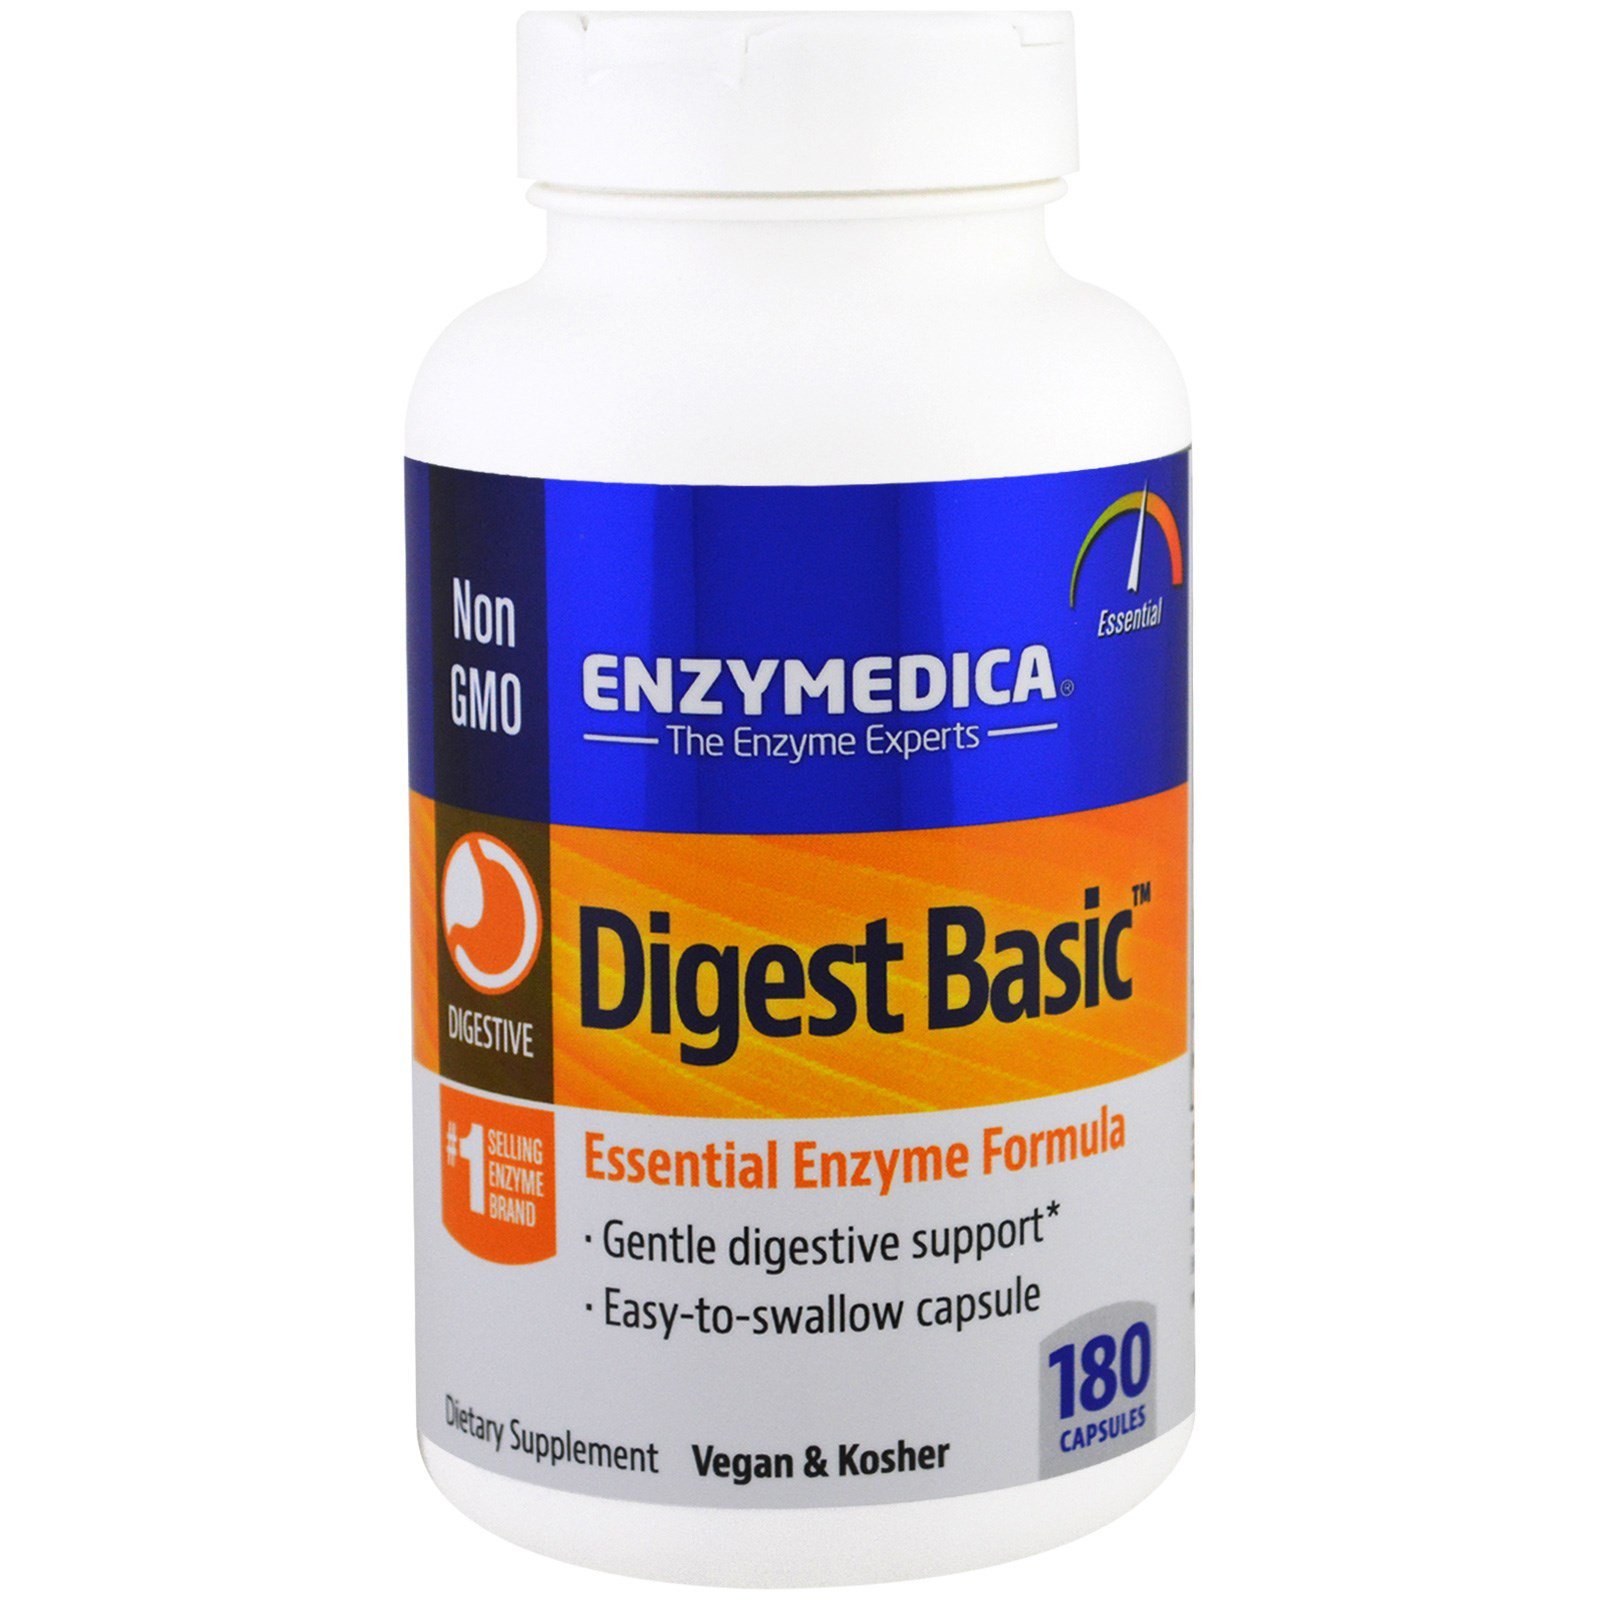 Essential
Non
GMO
ENZYMEDICA®
The Enzyme Experts
DIGESTIVE
Digest Basic™
#1
SELLING
ENZYME
BRAND
Essential Enzyme Formula
· Gentle digestive support*
· Easy-to-swallow capsule
180
CAPSULES
Dietary Supplement
Vegan & Kosher